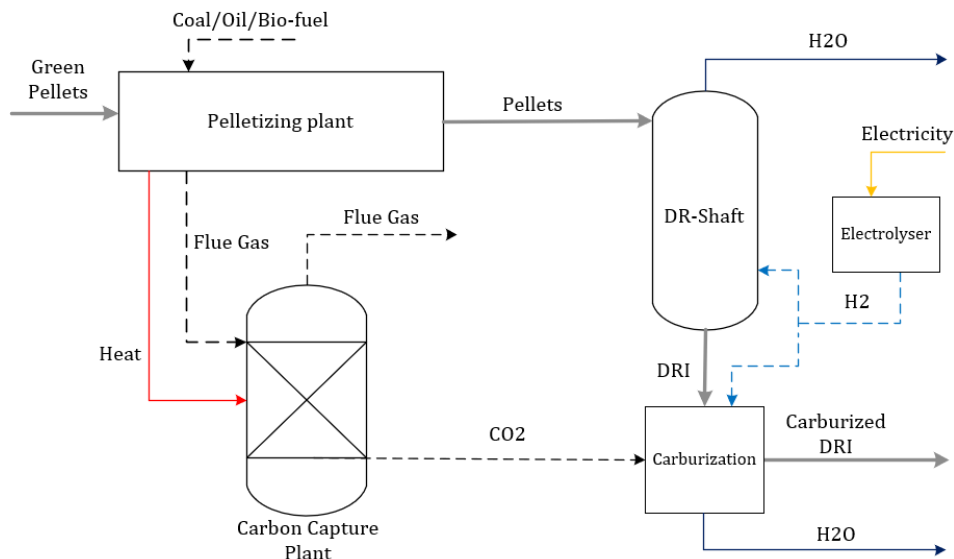 Coal/Oil/Bio-fuel
H2O
Green
Pellets
Pelletizing plant
Pellets
Electricity
DR-Shaft
Electrolyser
Flue Gas
Flue Gas
H2
Heat
DRI
CO2
Carburization
Carburized
DRI
Carbon Capture
Plant
H2O